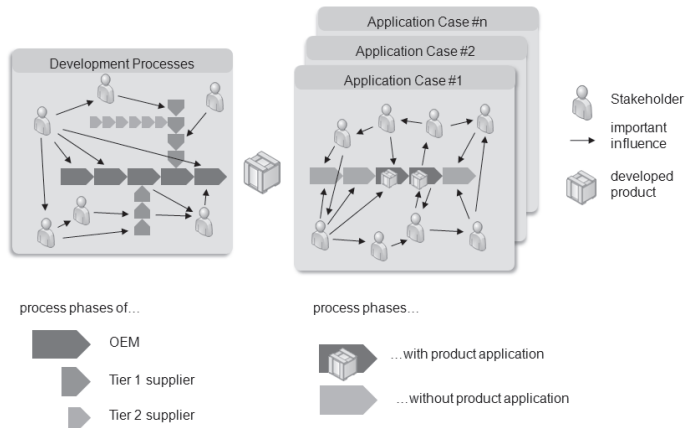 Application Case #n
Application Case #2
Development Processes
Application Case #1
Stakeholder
important
influence
developed
product
process phases of…
OEM
Tier 1 supplier
Tier 2 supplier
process phases…
…with product application
…without product application